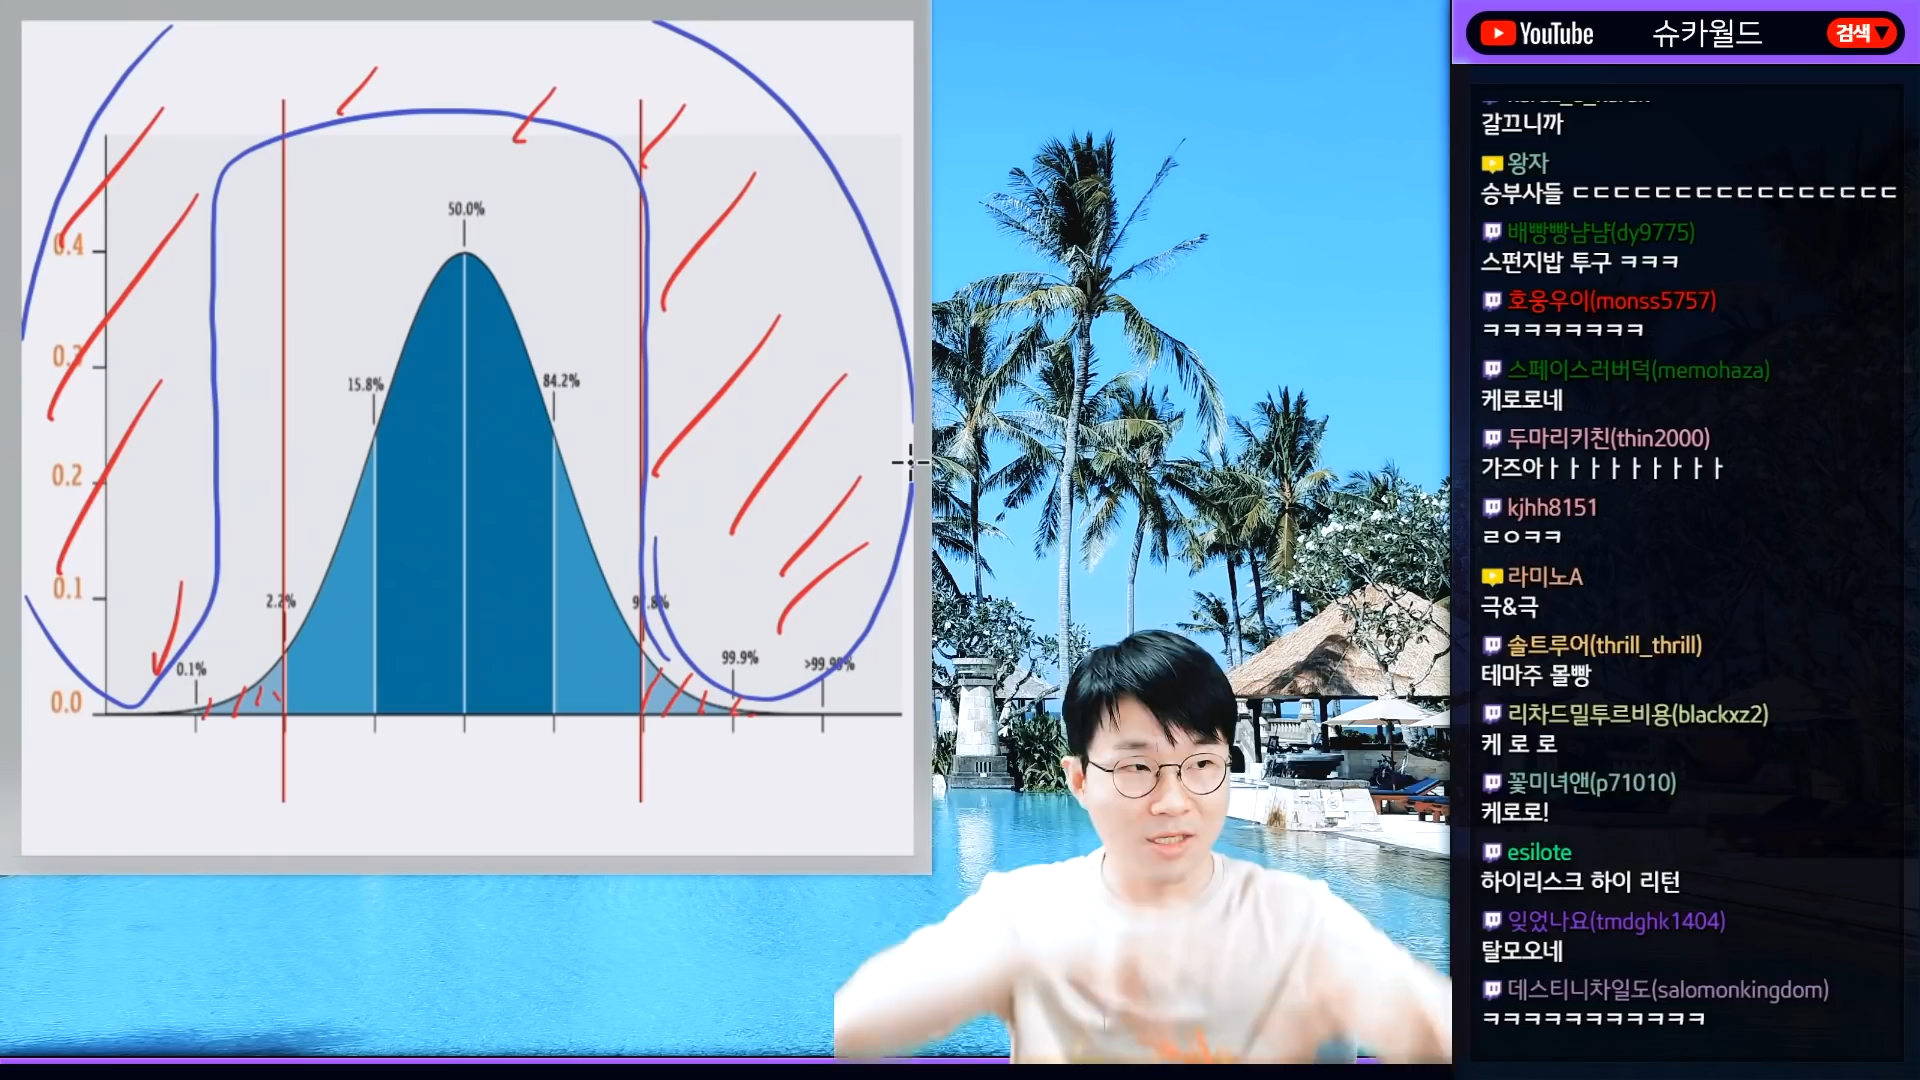 YouTube 슈카월드 검색▼
갈끄니까
왕자
승부사들 ㄷㄷㄷㄷㄷㄷㄷㄷㄷㄷㄷㄷㄷㄷㄷㄷ
배빵빵냠냠(dy9775)
스펀지밥 투구 ㅋㅋㅋ
호웅우이(monss5757)
ㅋㅋㅋㅋㅋㅋㅋㅋ
스페이스러버덕(memohaza)
케로로네
두마리키친(thin2000)
가즈아ㅏㅏㅏㅏㅏㅏㅏㅏㅏ
kjhh8151
ㄹㅇㅋㅋ
라미노A
극&극
솔트루어(thrill_thrill)
테마주 몰빵
리차드밀투르비용(blackxz2)
케 로 로
꽃미녀앤(p71010)
케로로!
esilote
하이리스크 하이 리턴
잊었나요(tmdghk1404)
탈모오네
데스티니차일도(salomonkingdom)
ㅋㅋㅋㅋㅋㅋㅋㅋㅋㅋㅋ
50.0%
0.4
0.3
15.8% 84.2%
0.2
0.1
2.2% 97.8%
0.1% 99.9% >99.99%
0.0